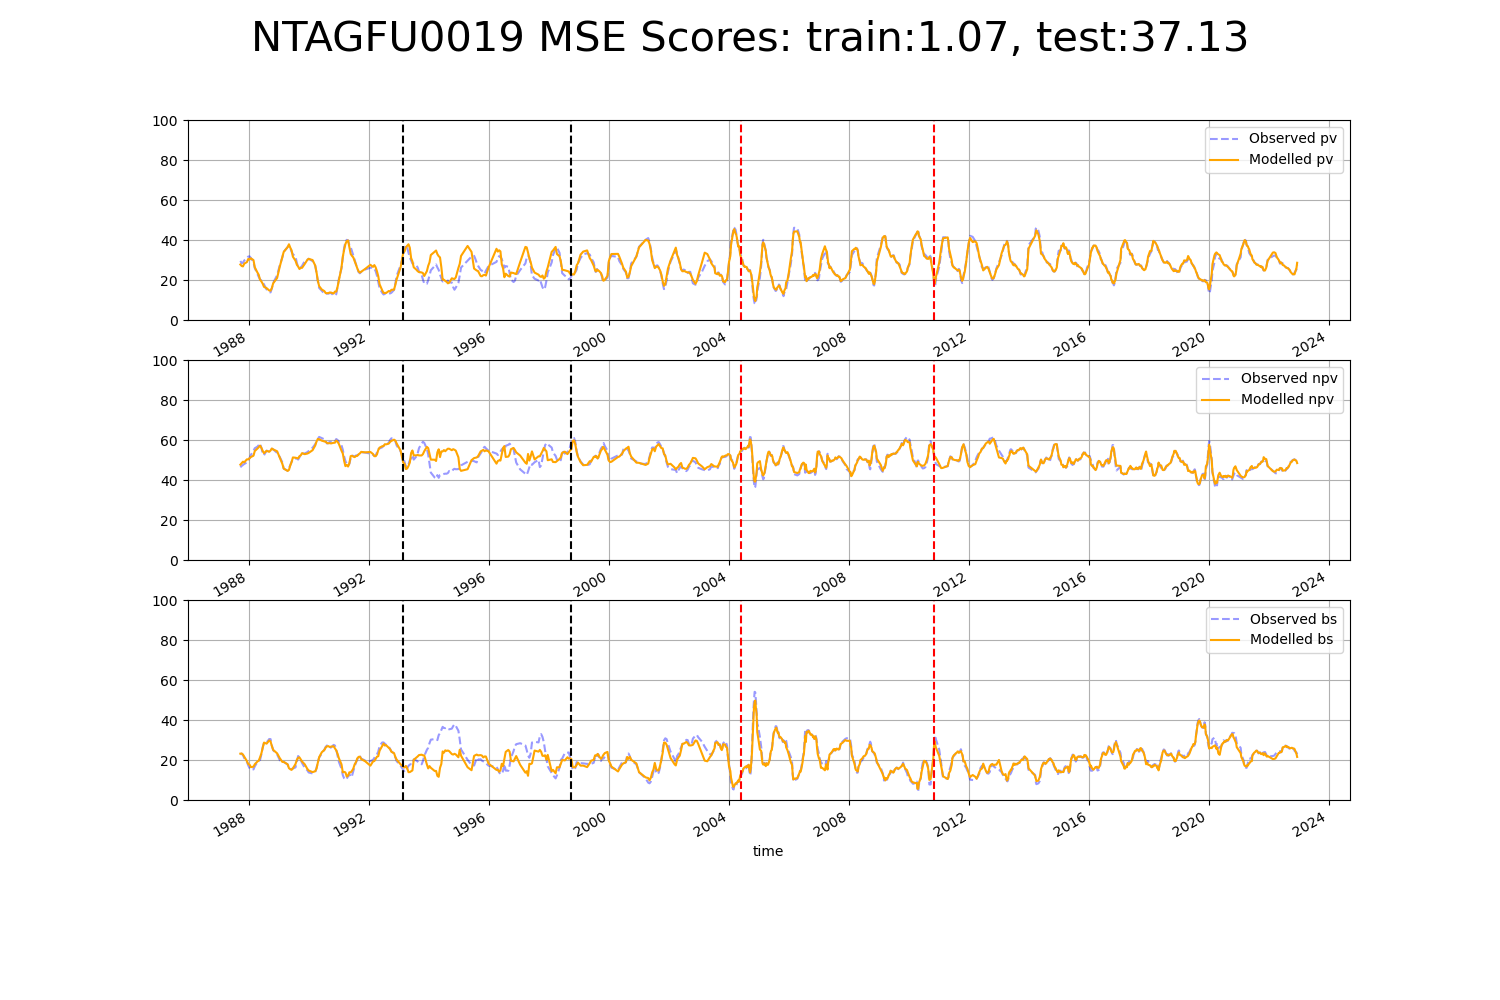 NTAGFU0019 MSE Scores: train:1.07, test:37.13
100
80
60
40
20
0
Observed pv
Modelled pv
1988 1992 1996 2000 2004 2008 2012 2016 2020 2024
100
80
60
40
20
0
Observed npv
Modelled npv
1988 1992 1996 2000 2004 2008 2012 2016 2020 2024
100
80
60
40
20
0
Observed bs
Modelled bs
1988 1992 1996 2000 2004 2008 2012 2016 2020 2024
time